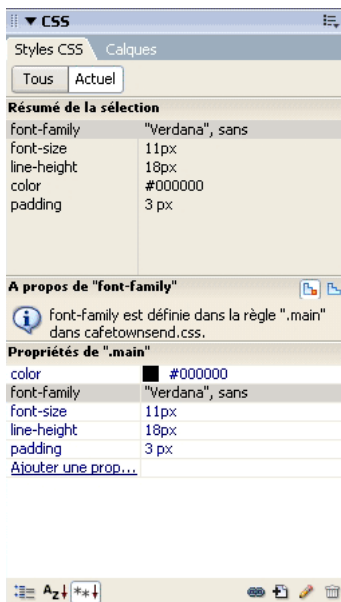 CSS
Styles CSS Calques
Tous Actuel
Résumé de la sélection
font-family "Verdana", sans
font-size 11px
line-height 18px
color #000000
padding 3 px
A propos de "font-family"
font-family est définie dans la règle ".main"
dans cafetownsend.css.
Propriétés de ".main"
color #000000
font-family "Verdana", sans
font-size 11px
line-height 18px
padding 3 px
Ajouter une prop...
AZ **